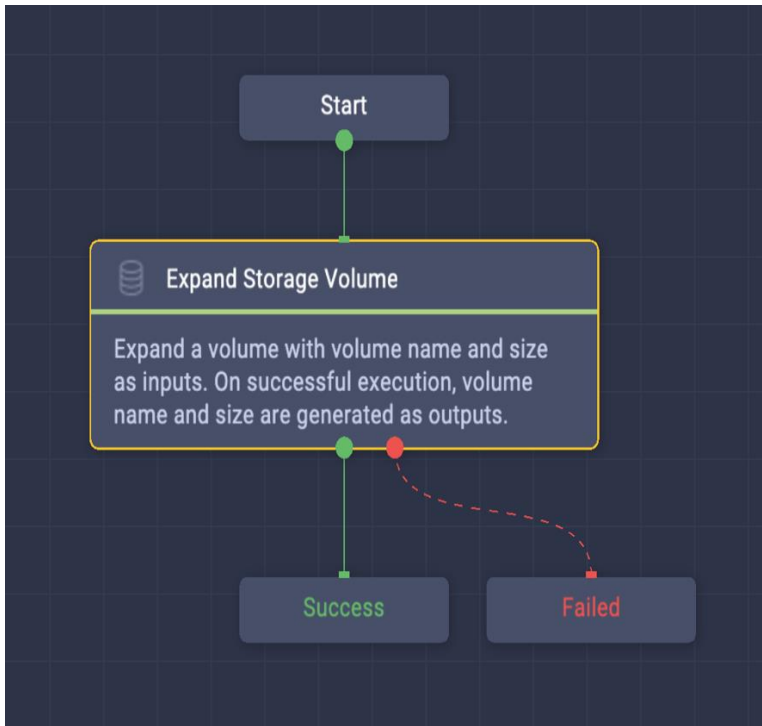 Start
Expand Storage Volume
Expand a volume with volume name and size
as inputs. On successful execution, volume
name and size are generated as outputs.
Success
Failed